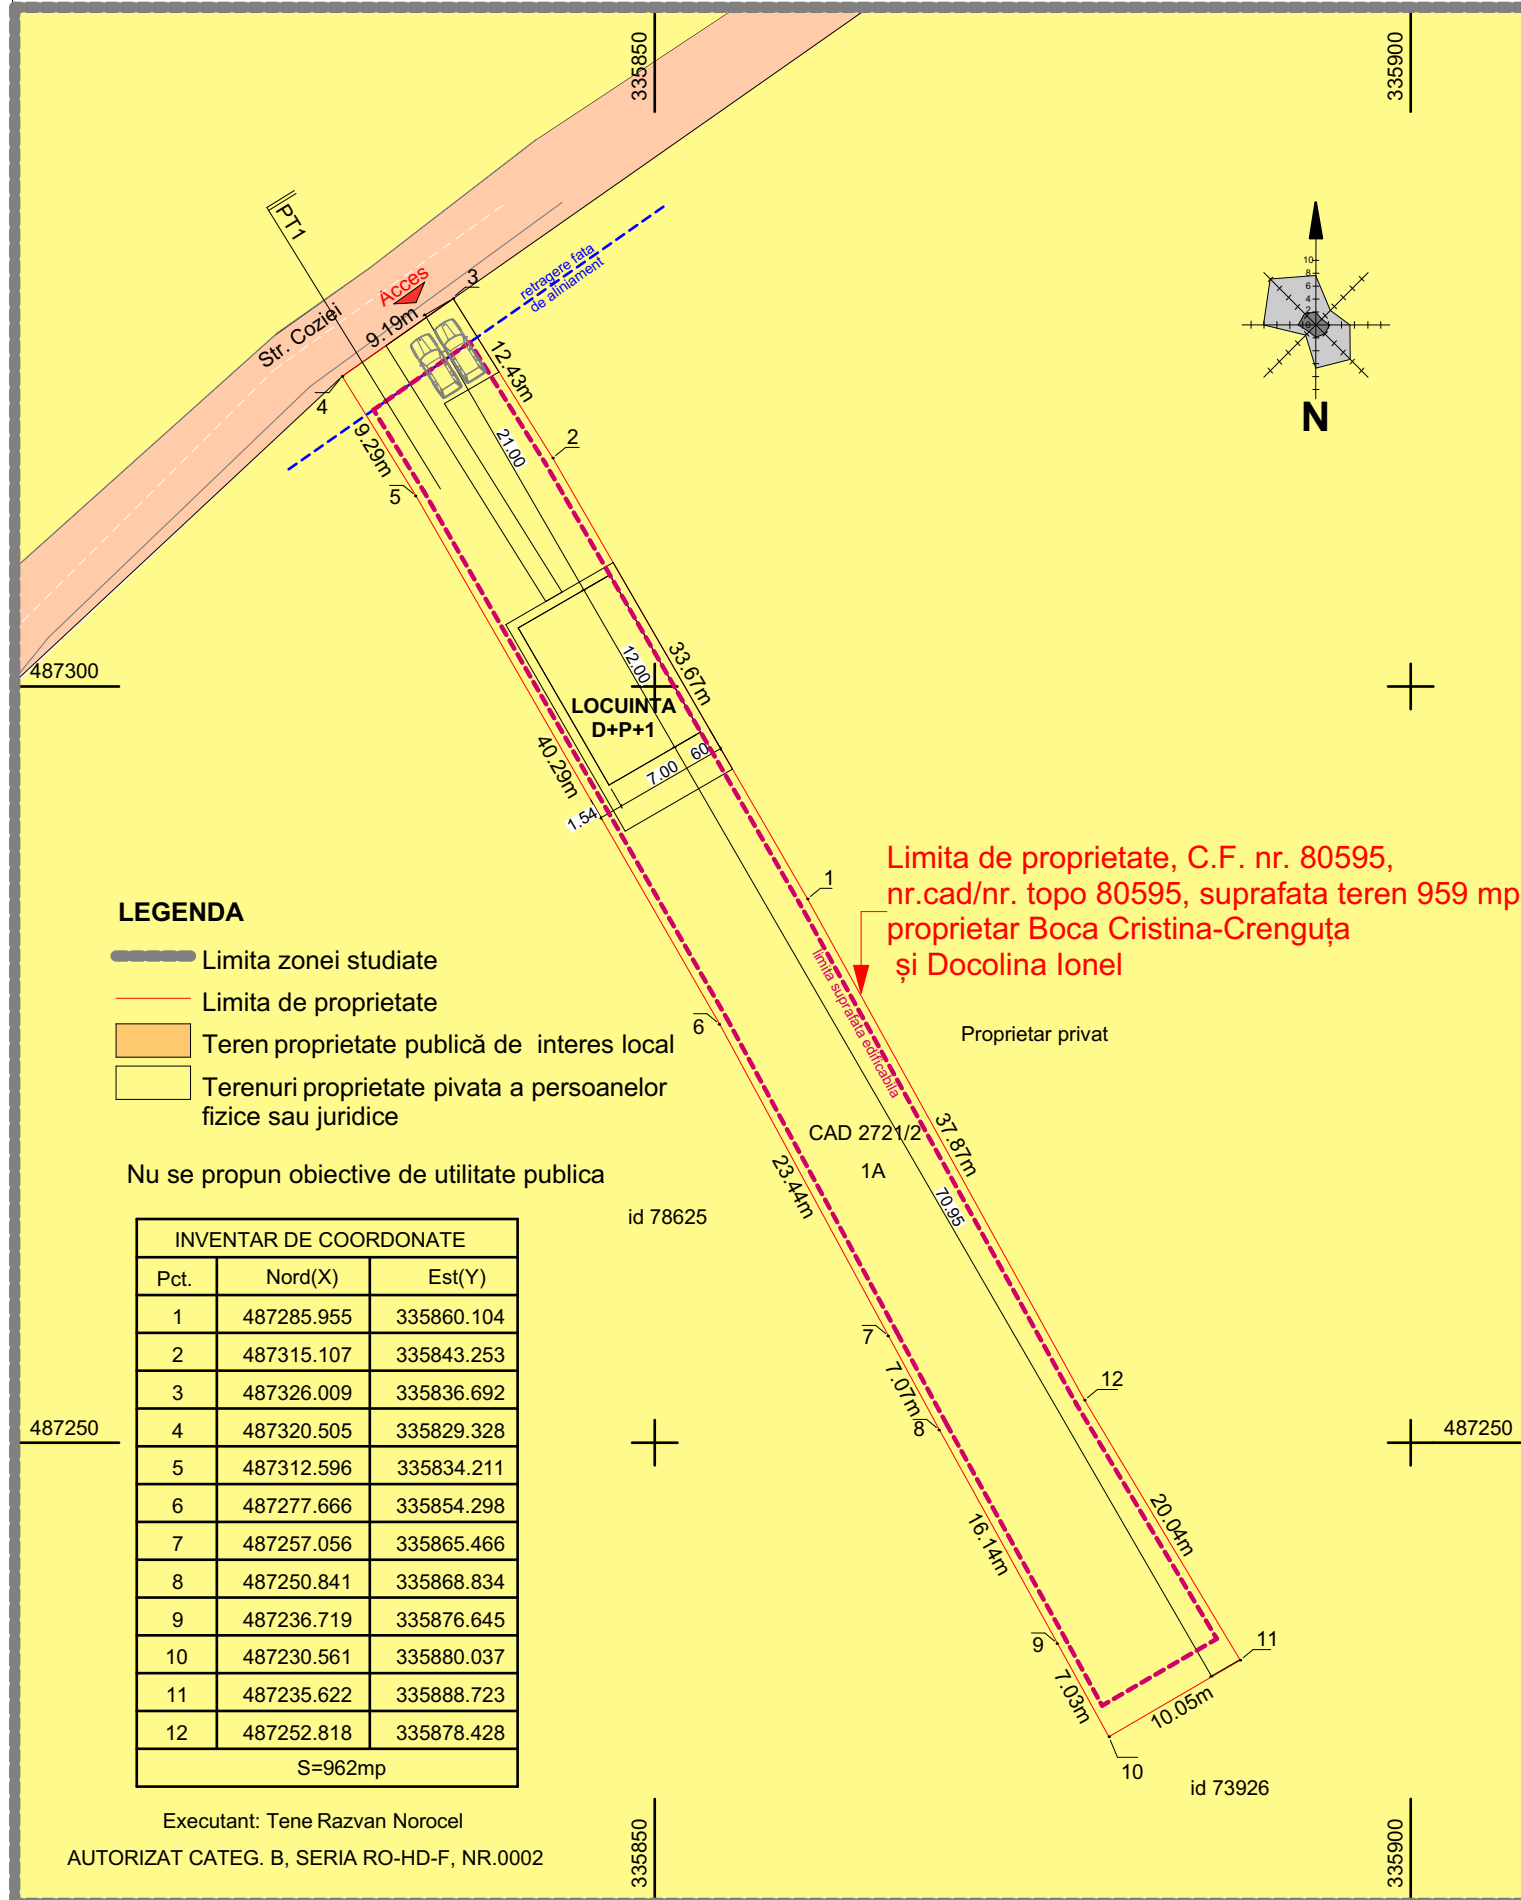 335850
335900
PT1
Acces
3
Str. Coziei
9.19m
retragere fata
de aliniament
12.43m
4
9.29m
21.00
2
5
10
8
6
4
2
0
N
487300
33.67m
12.00
LOCUINTA
D+P+1
40.29m
7.00
60
1.54
1
Limita de proprietate, C.F. nr. 80595,
nr.cad/nr. topo 80595, suprafata teren 959 mp
proprietar Boca Cristina-Crenguța
și Docolina Ionel
limita suprafata edificabila
6
Proprietar privat
LEGENDA
Limita zonei studiate
Limita de proprietate
Teren proprietate publică de interes local
Terenuri proprietate pivata a persoanelor
fizice sau juridice
Nu se propun obiective de utilitate publica
CAD 2721/2
1A
37.87m
23.44m
70.95
id 78625
7
7.07m
8
12
487250
487250
20.04m
16.14m
9
11
7.03m
10.05m
10
id 73926
INVENTAR DE COORDONATE
Pct. Nord(X) Est(Y)
1 487285.955 335860.104
2 487315.107 335843.253
3 487326.009 335836.692
4 487320.505 335829.328
5 487312.596 335834.211
6 487277.666 335854.298
7 487257.056 335865.466
8 487250.841 335868.834
9 487236.719 335876.645
10 487230.561 335880.037
11 487235.622 335888.723
12 487252.818 335878.428
S=962mp
Executant: Tene Razvan Norocel
AUTORIZAT CATEG. B, SERIA RO-HD-F, NR.0002
335850
335900